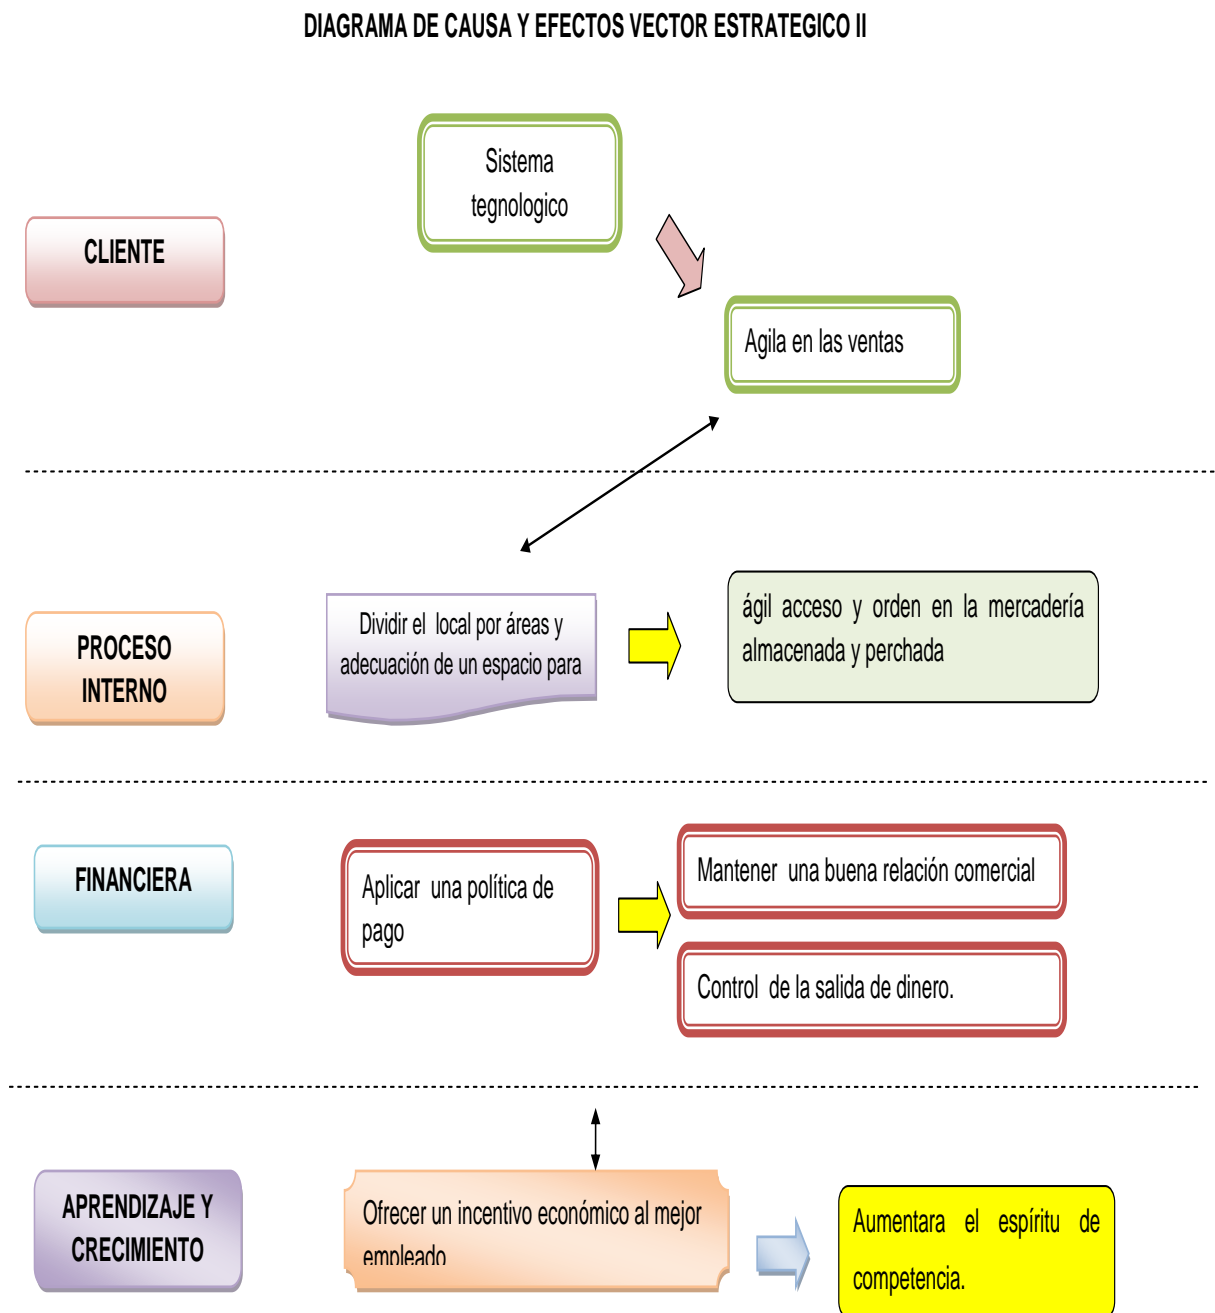 DIAGRAMA DE CAUSA Y EFECTOS VECTOR ESTRATEGICO II
Sistema
tegnologico
CLIENTE
Agila en las ventas
PROCESO
INTERNO
Dividir el local por áreas y
adecuación de un espacio para
ágil acceso y orden en la mercadería
almacenada y perchada
FINANCIERA
Aplicar una política de
pago
Mantener una buena relación comercial
Control de la salida de dinero.
APRENDIZAJE Y
CRECIMIENTO
Ofrecer un incentivo económico al mejor
empleado
Aumentara el espíritu de
competencia.